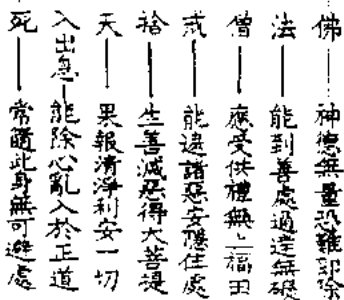 佛——神德無量恐難即除
法——能到善處通達無礙
僧——應受供禮無上福田
戒——能遮諸惡安隱住處
捨——生善滅惡得大菩提
天——果報清淨利安一切
入出息—能除心亂入於正道
死——常隨此身無可避處